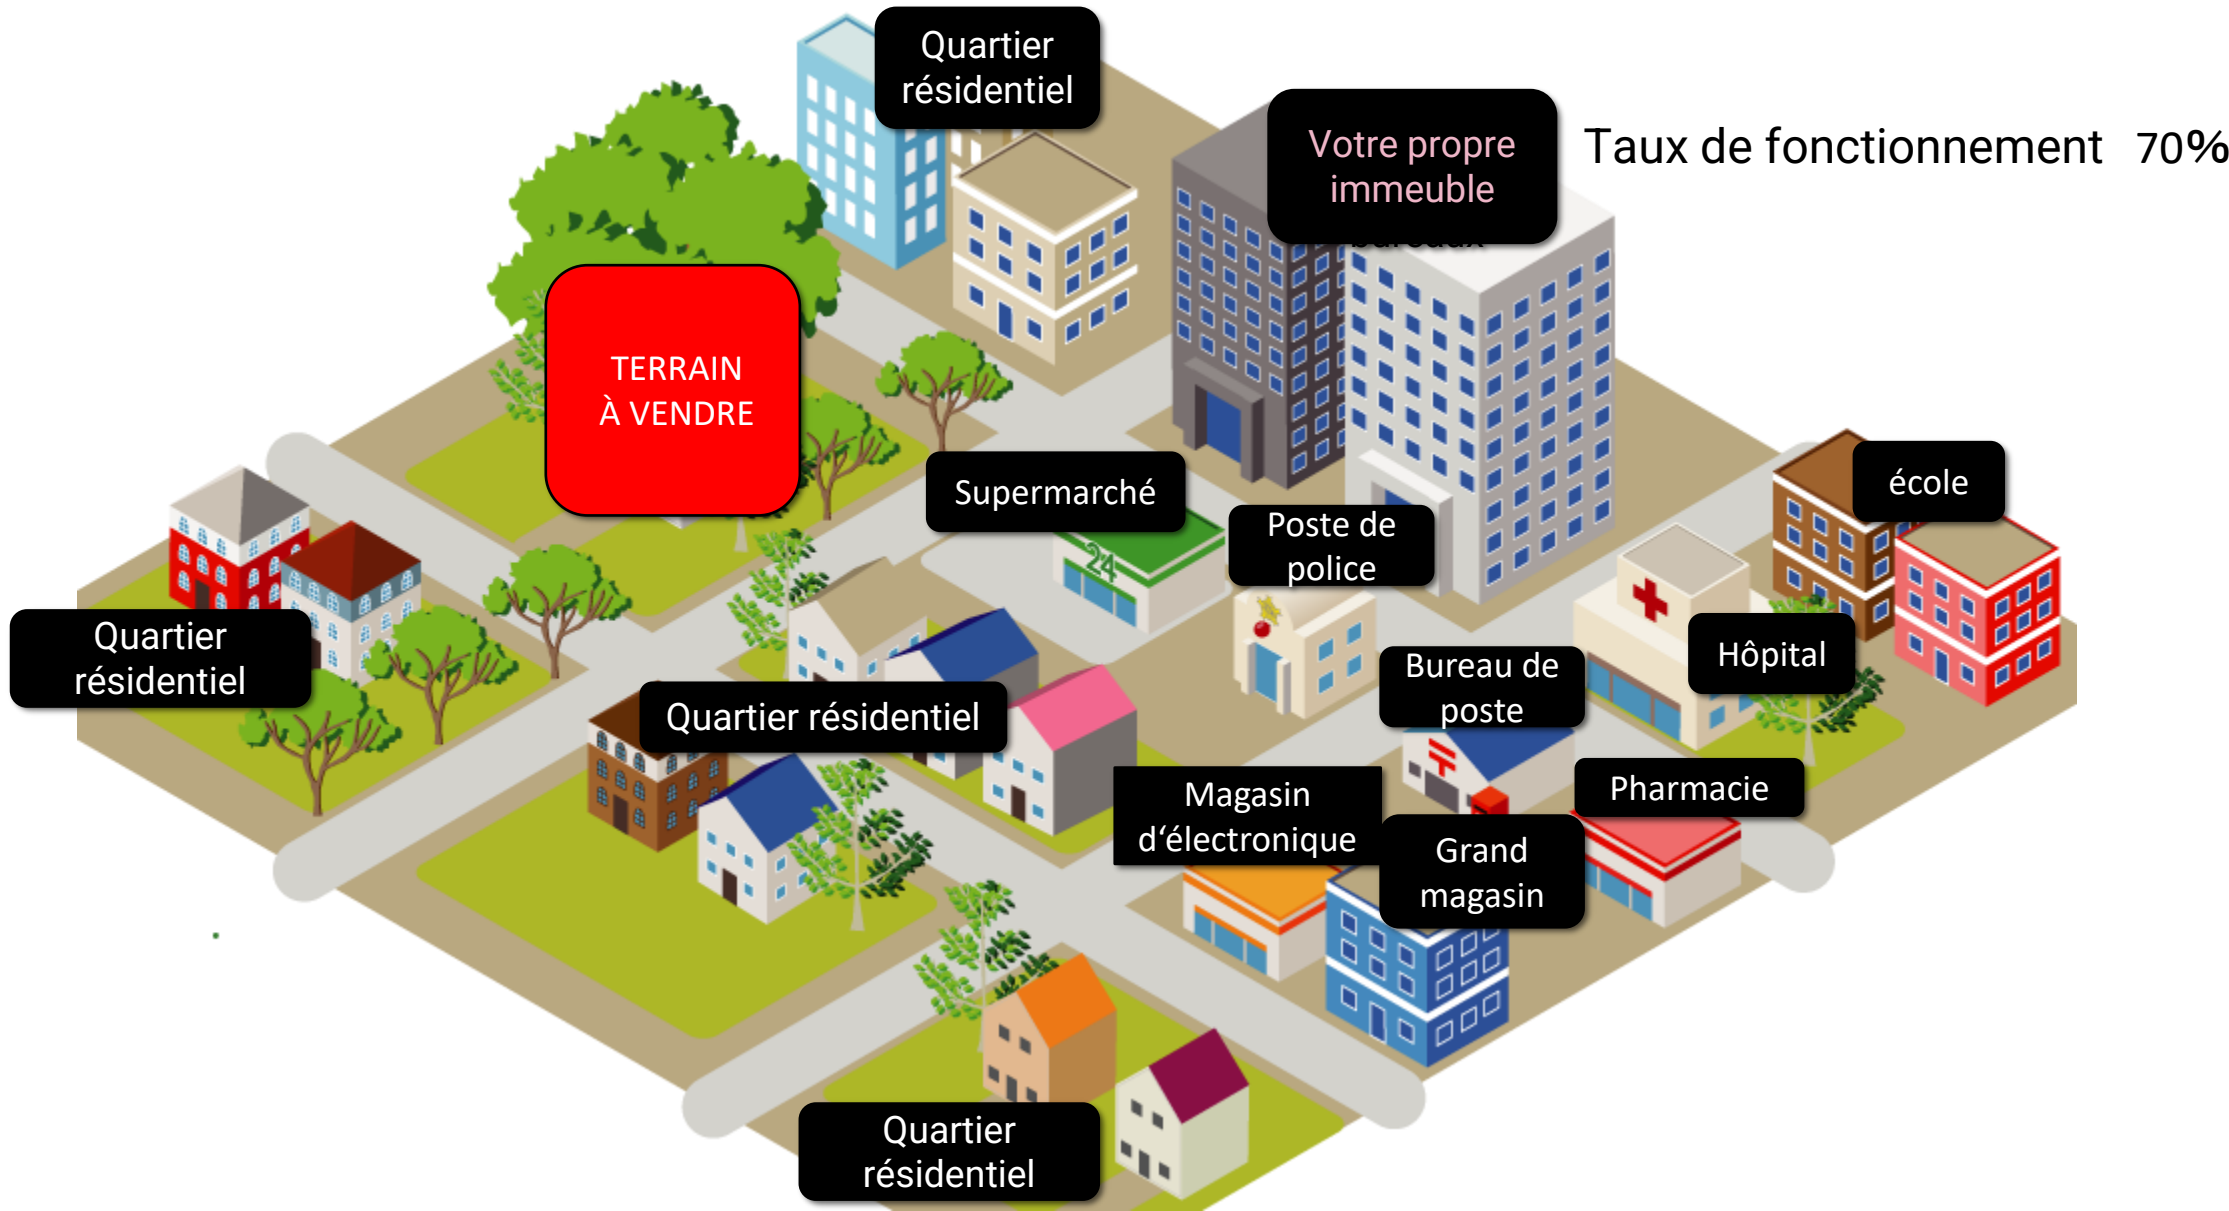 Quartier
résidentiel
Votre propre
immeuble
Taux de fonctionnement 70%
TERRAIN
À VENDRE
Supermarché
école
Poste de
police
24
Quartier
résidentiel
Hôpital
Bureau de
poste
Quartier résidentiel
Magasin
d‘électronique
Pharmacie
Grand
magasin
Quartier
résidentiel